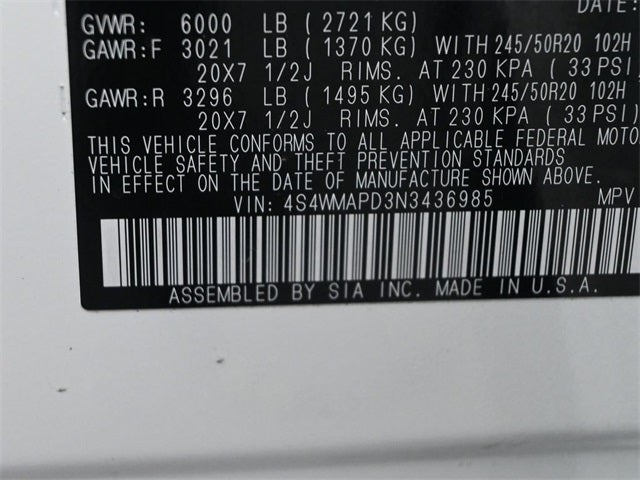 DATE:
GVWR: 6000 LB ( 2721 KG)
GAWR:F 3021 LB ( 1370 KG) WITH 245/50R20 102H
20X7 1/2J RIMS. AT 230 KPA ( 33 PSI
GAWR:R 3296 LB ( 1495 KG) WITH 245/50R20 102H
20X7 1/2J RIMS. AT 230 KPA ( 33 PSI)
THIS VEHICLE CONFORMS TO ALL APPLICABLE FEDERAL MOTO
VEHICLE SAFETY AND THEFT PREVENTION STANDARDS
IN EFFECT ON THE DATE OF MANUFACTURE SHOWN ABOVE.
VIN: 4S4WMAPD3N3436985 MPV
ASSEMBLED BY SIA INC. MADE IN U.S.A.